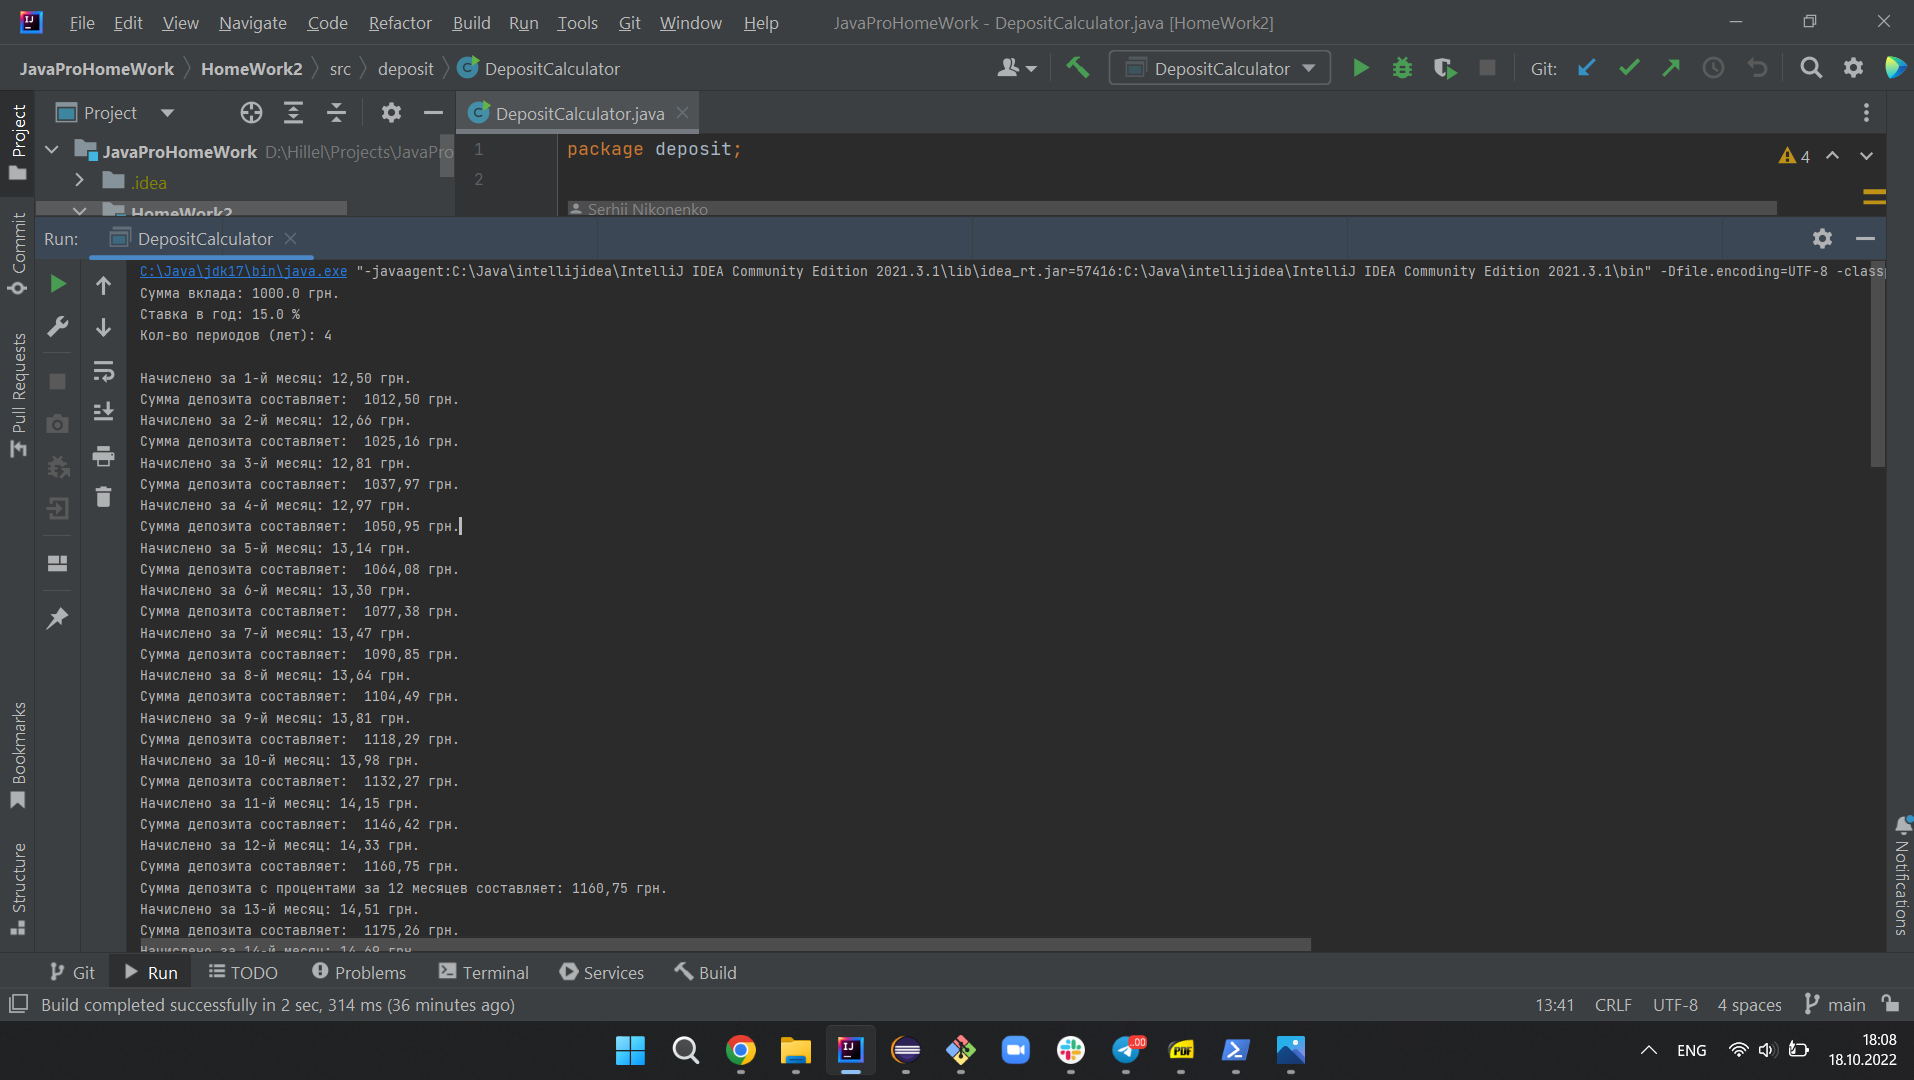 File Edit View Navigate Code Refactor Build Run Tools Git Window Help JavaProHomeWork - DepositCalculator.java [HomeWork2]
JavaProHomeWork HomeWork2 src deposit DepositCalculator DepositCalculator Git:
Project
Project DepositCalculator.java
JavaProHomeWork D:\Hillel\Projects\JavaPro 1 package deposit;
4
.idea 2
HomeWork2 Serhii Nikonenko
Commit
Run: DepositCalculator
C:\Java\jdk17\bin\java.exe "-javaagent:C:\Java\intellijidea\IntelliJ IDEA Community Edition 2021.3.1\lib\idea_rt.jar=57416:C:\Java\intellijidea\IntelliJ IDEA Community Edition 2021.3.1\bin" -Dfile.encoding=UTF-8 -class
Сумма вклада: 1000.0 грн.
Ставка в год: 15.0 %
Кол-во периодов (лет): 4
Pull Requests
Начислено за 1-й месяц: 12,50 грн.
Сумма депозита составляет:  1012,50 грн.
Начислено за 2-й месяц: 12,66 грн.
Сумма депозита составляет:  1025,16 грн.
Начислено за 3-й месяц: 12,81 грн.
Сумма депозита составляет:  1037,97 грн.
Начислено за 4-й месяц: 12,97 грн.
Сумма депозита составляет:  1050,95 грн.
Начислено за 5-й месяц: 13,14 грн.
Сумма депозита составляет:  1064,08 грн.
Начислено за 6-й месяц: 13,30 грн.
Сумма депозита составляет:  1077,38 грн.
Начислено за 7-й месяц: 13,47 грн.
Сумма депозита составляет:  1090,85 грн.
Начислено за 8-й месяц: 13,64 грн.
Сумма депозита составляет:  1104,49 грн.
Начислено за 9-й месяц: 13,81 грн.
Сумма депозита составляет:  1118,29 грн.
Bookmarks
Начислено за 10-й месяц: 13,98 грн.
Сумма депозита составляет:  1132,27 грн.
Начислено за 11-й месяц: 14,15 грн.
Сумма депозита составляет:  1146,42 грн.
Начислено за 12-й месяц: 14,33 грн.
Сумма депозита составляет:  1160,75 грн.
Structure
Сумма депозита с процентами за 12 месяцев составляет: 1160,75 грн.
Notifications
Начислено за 13-й месяц: 14,51 грн.
Сумма депозита составляет:  1175,26 грн.
Начислено за 14-й месяц: 14,69 грн.
Git Run TODO Problems Terminal Services Build
Build completed successfully in 2 sec, 314 ms (36 minutes ago) 13:41 CRLF UTF-8 4 spaces main
ENG 18:08
18.10.2022